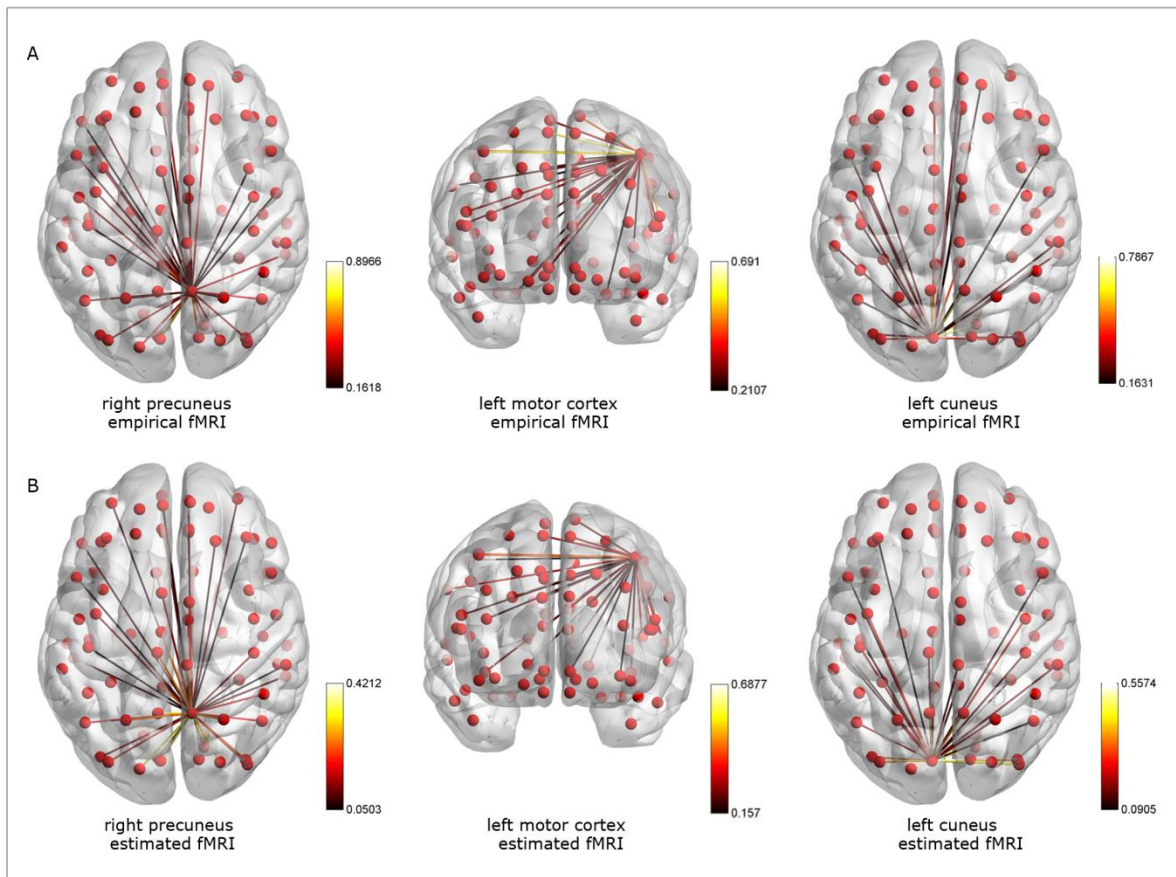 A
0.8966
0.1618
right precuneus
empirical fMRI
0.691
0.2107
left motor cortex
empirical fMRI
0.7867
0.1631
left cuneus
empirical fMRI
B
0.4212
0.0503
right precuneus
estimated fMRI
0.6877
0.157
left motor cortex
estimated fMRI
0.5574
0.0905
left cuneus
estimated fMRI